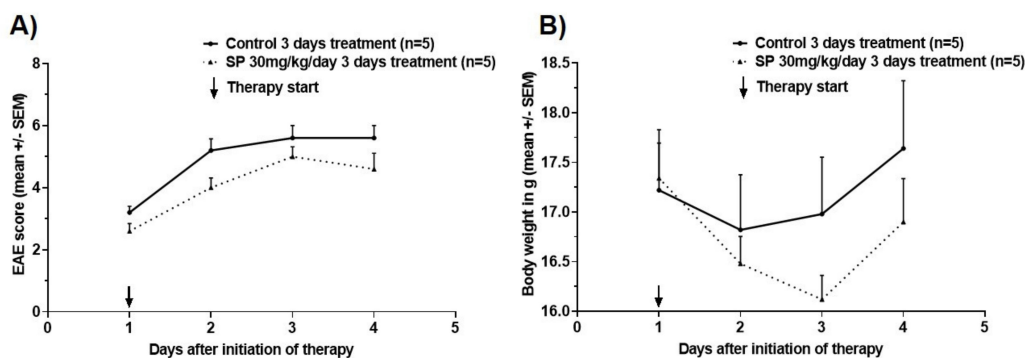 A)
Control 3 days treatment (n=5)
SP 30mg/kg/day 3 days treatment (n=5)
Therapy start
EAE score (mean +/- SEM)
8
6
4
2
0
0 1 2 3 4 5
Days after initiation of therapy
B)
Control 3 days treatment (n=5)
SP 30mg/kg/day 3 days treatment (n=5)
Therapy start
Body weight in g (mean +/- SEM)
18.5
18.0
17.5
17.0
16.5
16.0
0 1 2 3 4 5
Days after initiation of therapy